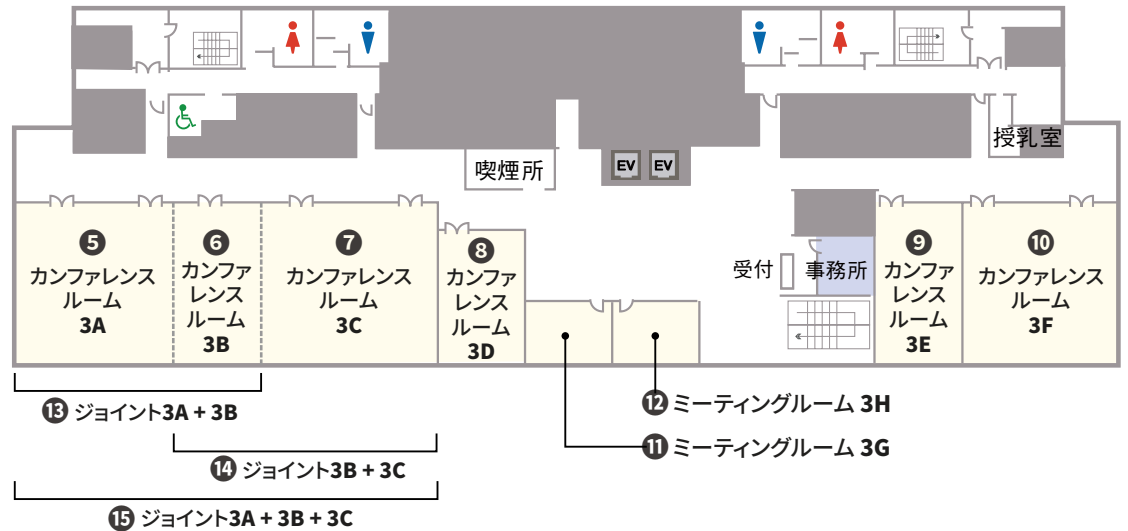 授乳室
喫煙所
EV
EV
❺
カンファレンス
ルーム
3A
❻
カンファ
レンス
ルーム
3B
❼
カンファレンス
ルーム
3C
❽
カンファ
レンス
ルーム
3D
受付
事務所
❾
カンファ
レンス
ルーム
3E
❿
カンファレンス
ルーム
3F
⓭ ジョイント3A + 3B
⓬ ミーティングルーム 3H
⓫ ミーティングルーム 3G
⓮ ジョイント3B + 3C
⓯ ジョイント3A + 3B + 3C